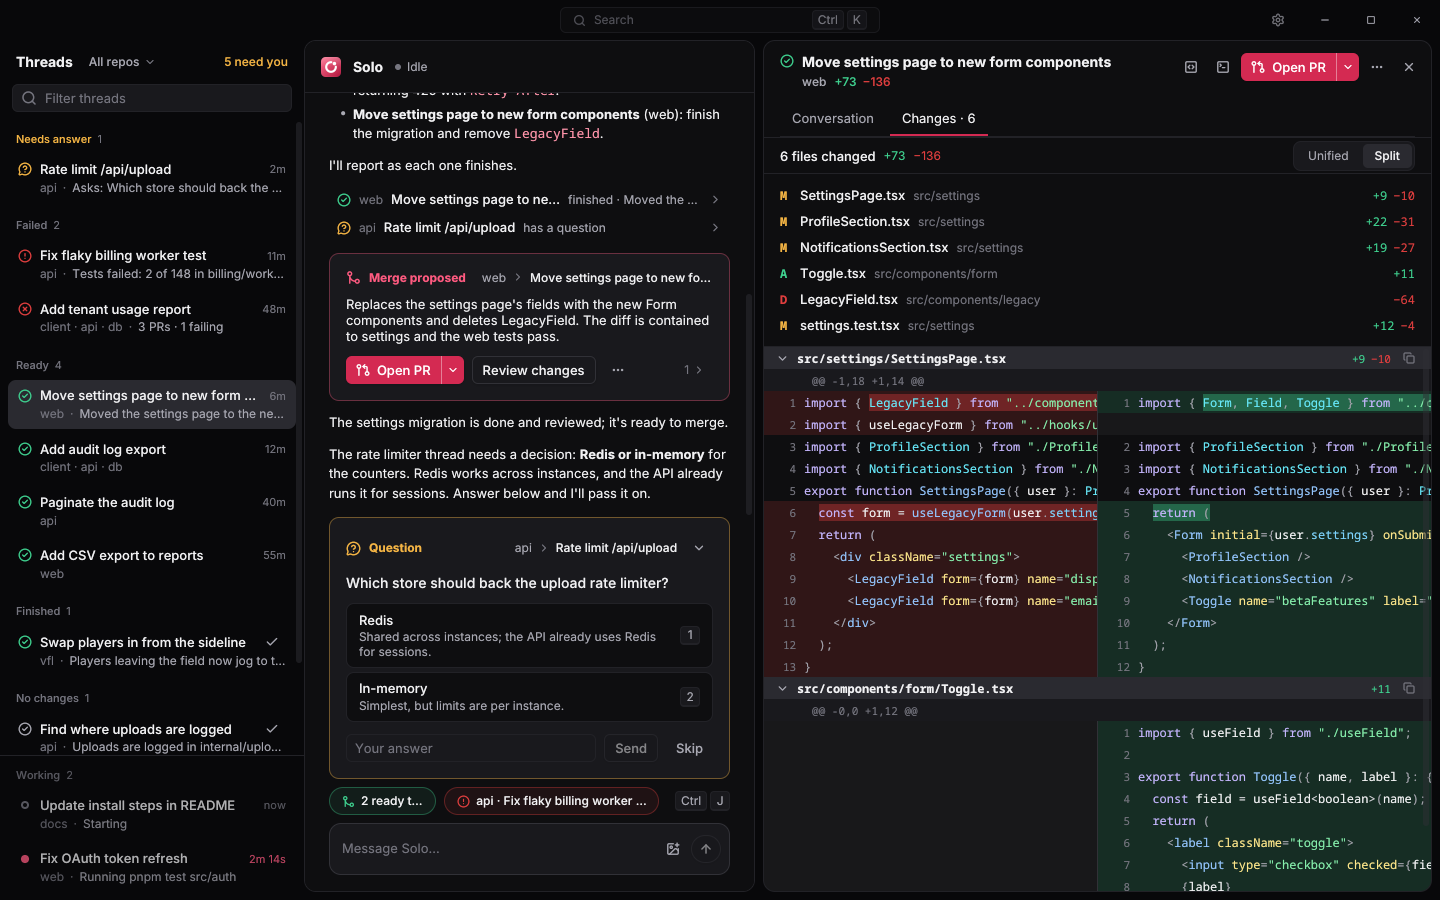 Search
Ctrl K
Threads
All repos
5 need you
Filter threads
Needs answer 1
Rate limit /api/upload 2m
api · Asks: Which store should back the ...
Failed 2
Fix flaky billing worker test 11m
api · Tests failed: 2 of 148 in billing/work...
Add tenant usage report 48m
client · api · db · 3 PRs · 1 failing
Ready 4
Move settings page to new form ... 6m
web · Moved the settings page to the ne...
Add audit log export 12m
client · api · db
Paginate the audit log 40m
api
Add CSV export to reports 55m
web
Finished 1
Swap players in from the sideline
vfl · Players leaving the field now jog to t...
No changes 1
Find where uploads are logged
api · Uploads are logged in internal/uplo...
Working 2
Update install steps in README now
docs · Starting
Fix OAuth token refresh 2m 14s
web · Running pnpm test src/auth
Solo
Idle
returning 429 with Retry-After.
• Move settings page to new form components (web): finish
the migration and remove LegacyField.
I'll report as each one finishes.
web Move settings page to ne... finished · Moved the ...
api Rate limit /api/upload has a question
Merge proposed web > Move settings page to new fo...
Replaces the settings page's fields with the new Form
components and deletes LegacyField. The diff is contained
to settings and the web tests pass.
Open PR
Review changes
...
1
The settings migration is done and reviewed; it's ready to merge.
The rate limiter thread needs a decision: Redis or in-memory for
the counters. Redis works across instances, and the API already
runs it for sessions. Answer below and I'll pass it on.
Question api > Rate limit /api/upload
Which store should back the upload rate limiter?
Redis
Shared across instances; the API already uses Redis
for sessions.
1
In-memory
Simplest, but limits are per instance.
2
Your answer
Send
Skip
2 ready t...
api · Fix flaky billing worker ...
Ctrl J
Message Solo...
Move settings page to new form components
web +73 −136
Open PR
Conversation
Changes · 6
6 files changed +73 −136
Unified
Split
M SettingsPage.tsx src/settings +9 −10
M ProfileSection.tsx src/settings +22 −31
M NotificationsSection.tsx src/settings +19 −27
A Toggle.tsx src/components/form +11
D LegacyField.tsx src/components/legacy −64
M settings.test.tsx src/settings +12 −4
src/settings/SettingsPage.tsx +9 −10
@@ -1,18 +1,14 @@
1 import { LegacyField } from "../component
2 import { useLegacyForm } from "../hooks/u
3 import { ProfileSection } from "./Profile
4 import { NotificationsSection } from "./N
5 export function SettingsPage({ user }: Pr
6 const form = useLegacyForm(user.setting
7 return (
8 <div className="settings">
9 <LegacyField form={form} name="disp
10 <LegacyField form={form} name="emai
11 </div>
12 );
13 }
1 import { Form, Field, Toggle } from "../c
2 import { ProfileSection } from "./Profile
3 import { NotificationsSection } from "./N
4 export function SettingsPage({ user }: Pr
5 return (
6 <Form initial={user.settings} onSubmi
7 <ProfileSection />
8 <NotificationsSection />
9 <Toggle name="betaFeatures" label="
10 </Form>
11 );
12 }
src/components/form/Toggle.tsx +11
@@ -0,0 +1,12 @@
1 import { useField } from "./useField";
2
3 export function Toggle({ name, label }: {
4 const field = useField<boolean>(name);
5 return (
6 <label className="toggle">
7 <input type="checkbox" checked={fie
8 {label}